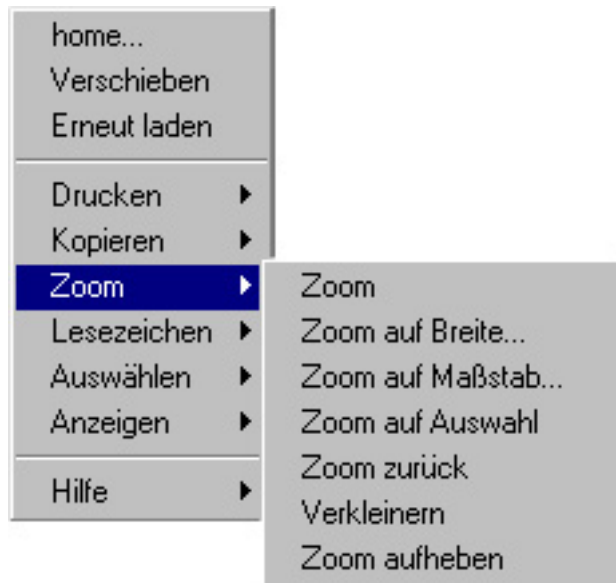 home...
Verschieben
Erneut laden
Drucken
Kopieren
Zoom
Lesezeichen
Auswählen
Anzeigen
Hilfe
Zoom
Zoom auf Breite...
Zoom auf Maßstab...
Zoom auf Auswahl
Zoom zurück
Verkleinern
Zoom aufheben